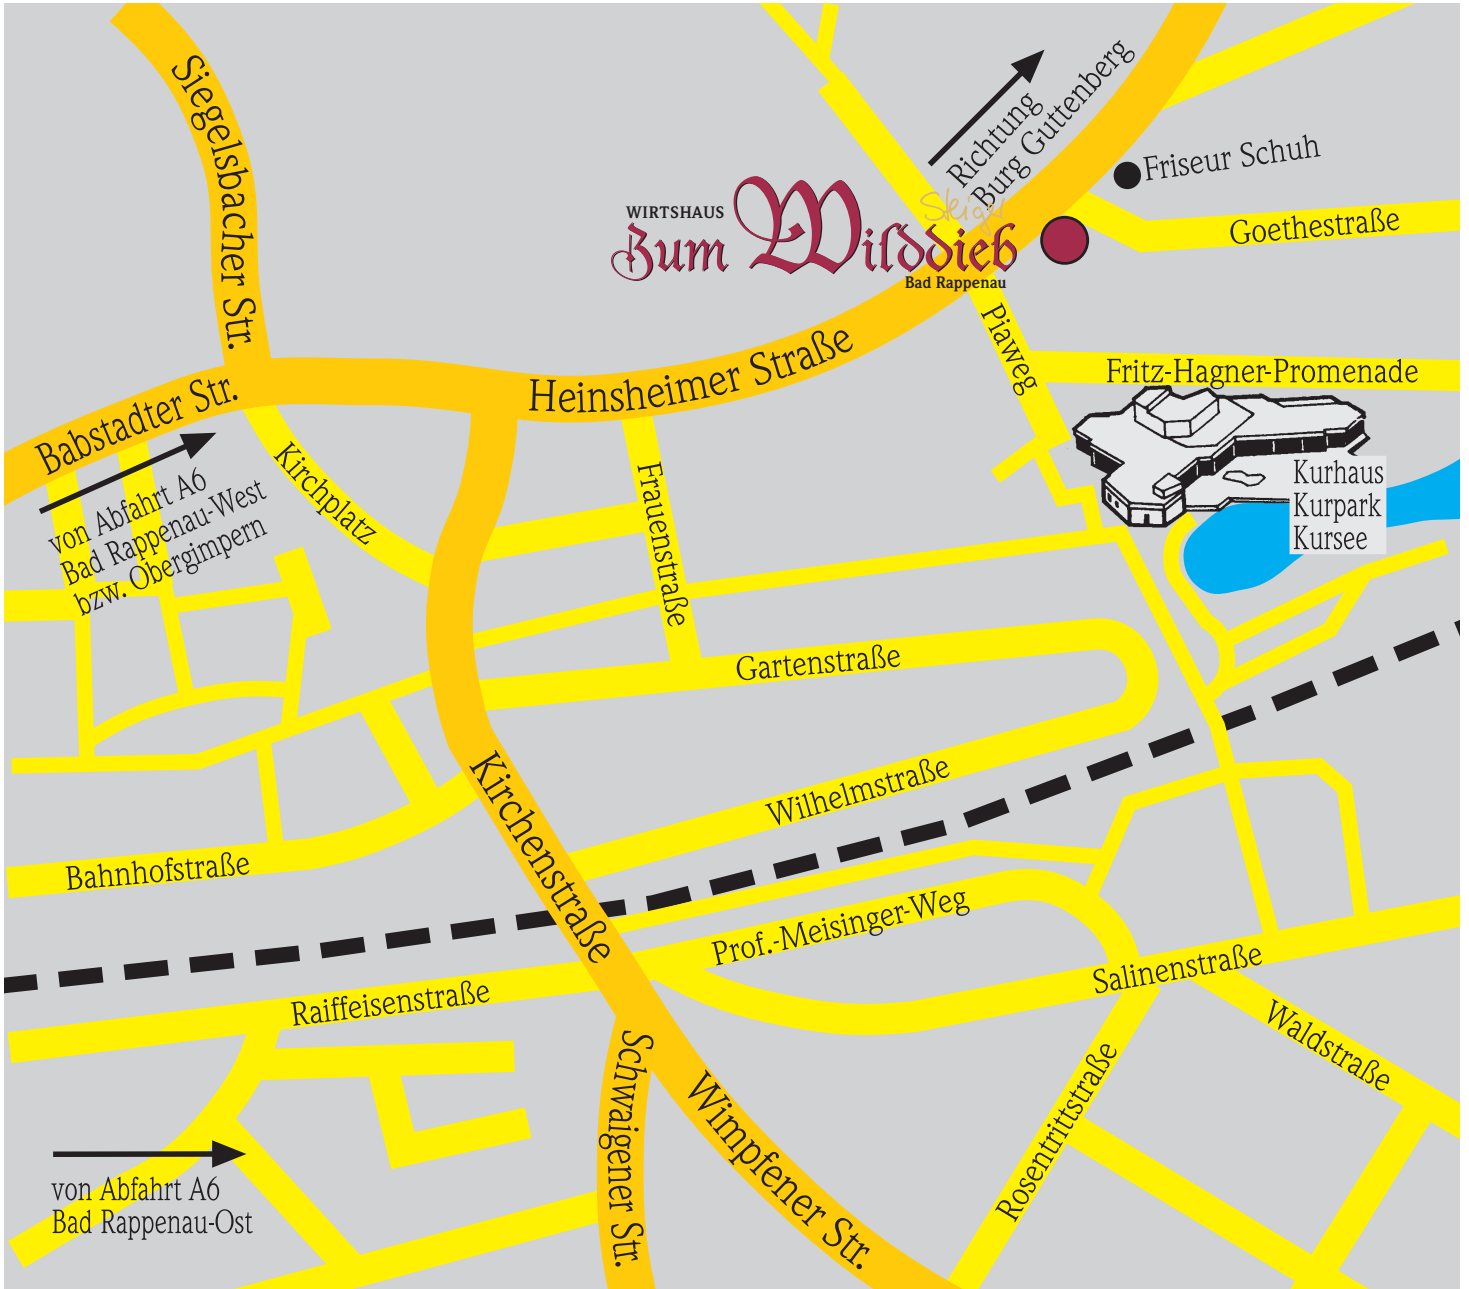 Siegelsbacher Str.
Richtung
Burg Guttenberg
Friseur Schuh
WIRTSHAUS
Steiger
Zum Wilddieb
Bad Rappenau
Goethestraße
Piaweg
Heinsheimer Straße
Fritz-Hagner-Promenade
Babstadter Str.
Kirchplatz
Frauenstraße
Kurhaus
Kurpark
Kursee
von Abfahrt A6
Bad Rappenau-West
bzw. Obergimpern
Gartenstraße
Wilhelmstraße
Kirchenstraße
Bahnhofstraße
Prof.-Meisinger-Weg
Raiffeisenstraße
Salinenstraße
Waldstraße
Schwaigener Str.
Wimpfener Str.
Rosentrittstraße
von Abfahrt A6
Bad Rappenau-Ost